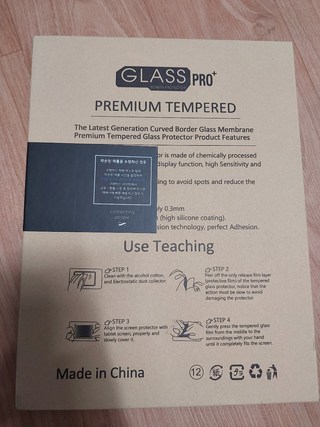 GLASS PRO+
PREMIUM TEMPERED
The Latest Generation Curved Border Glass Membrane
Premium Tempered Glass Protector Product Features
or is made of chemically processed
display function, high Sensitivity and
ing to avoid spots and reduce the
ly 0.3mm
n (high silicone coating).
sion technology, perfect Adhesion.
Use Teaching
STEP 1
Clean with the alcohol cotton,
and Electrostatic dust collector
STEP 2
Peel off the only release film layer
(protective film) of the tempered
glass protector, notice that the
action must be slow to avoid
damaging the protector
STEP 3
Align the screen protector with
tablet screen, properly and
slowly cover it.
STEP 4
Gently press the tempered glass
film from the middle to the
surroundings with your hand
until it completely fits the screen.
Made in China
12